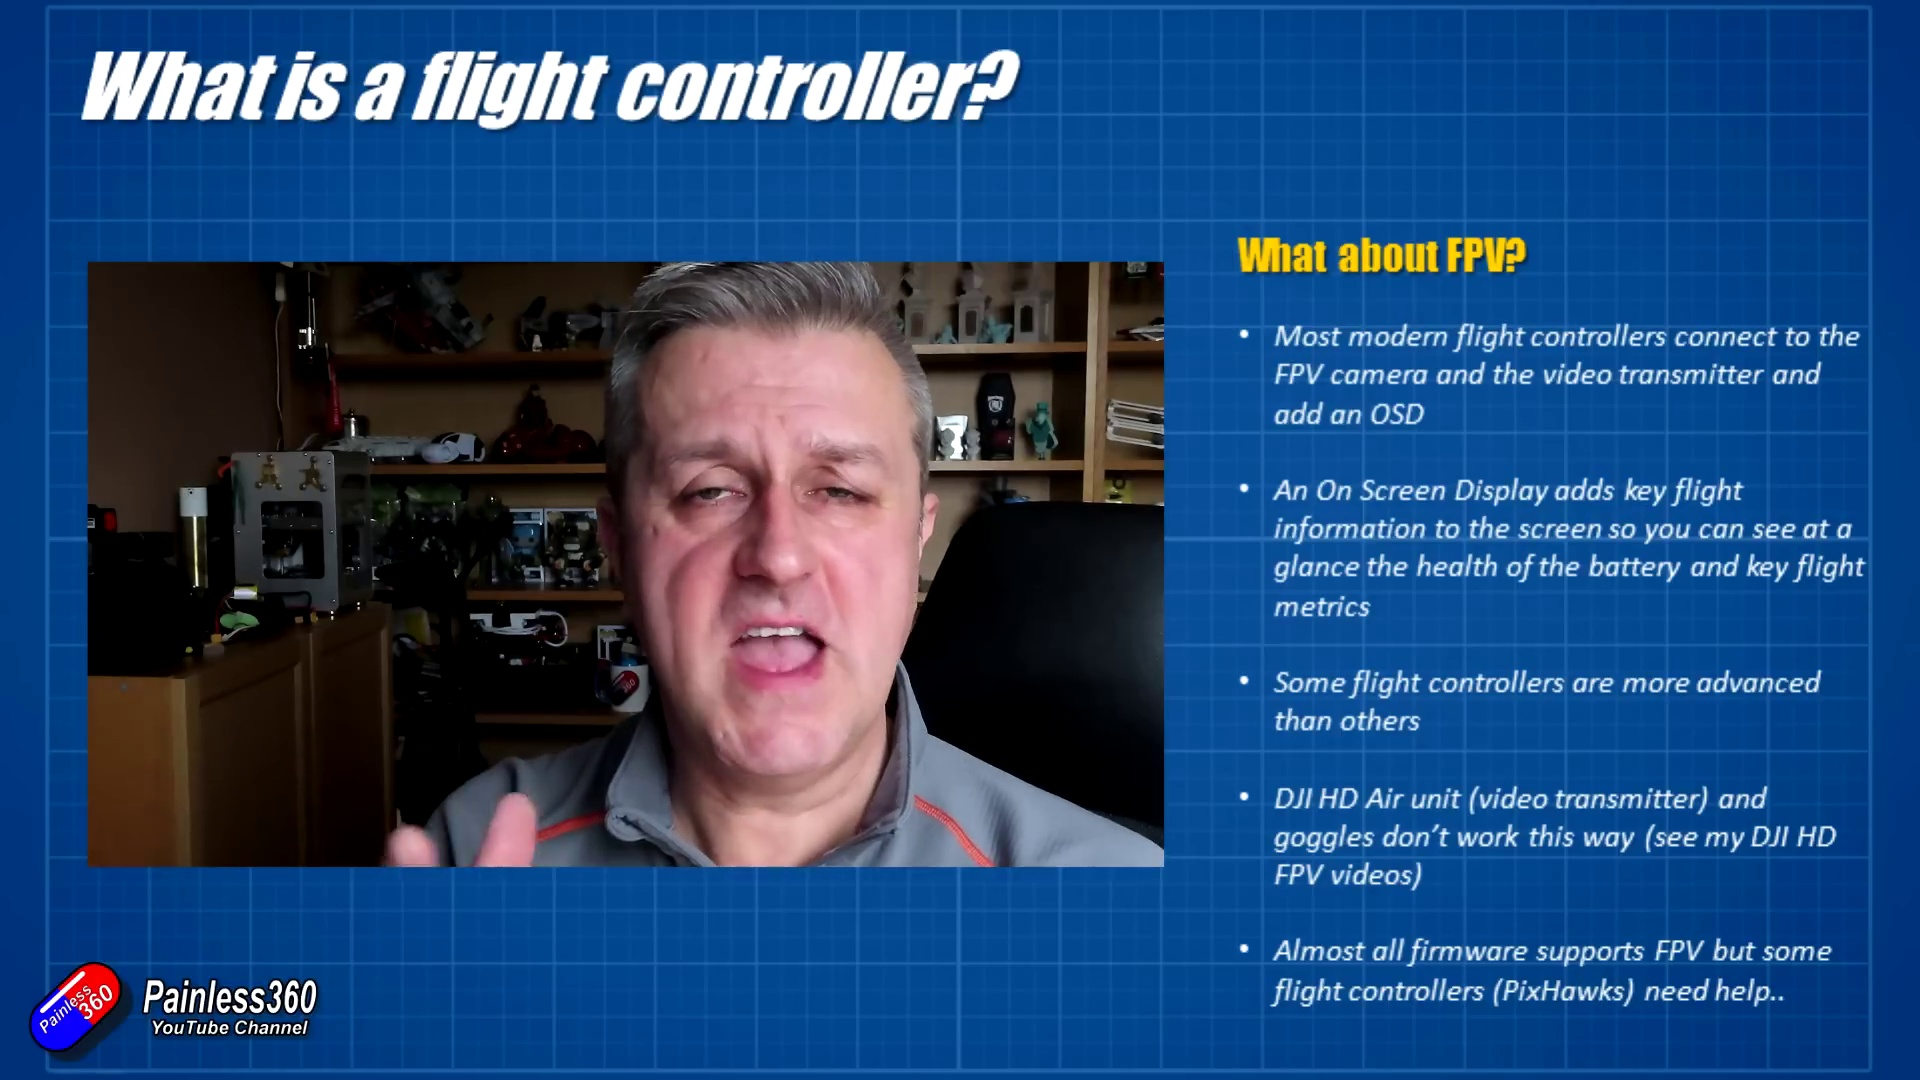 What is a flight controller?
What about FPV?
• Most modern flight controllers connect to the
FPV camera and the video transmitter and
add an OSD
• An On Screen Display adds key flight
information to the screen so you can see at a
glance the health of the battery and key flight
metrics
• Some flight controllers are more advanced
than others
• DJI HD Air unit (video transmitter) and
goggles don’t work this way (see my DJI HD
FPV videos)
• Almost all firmware supports FPV but some
flight controllers (PixHawks) need help..
Painless
360
Painless360
YouTube Channel
360